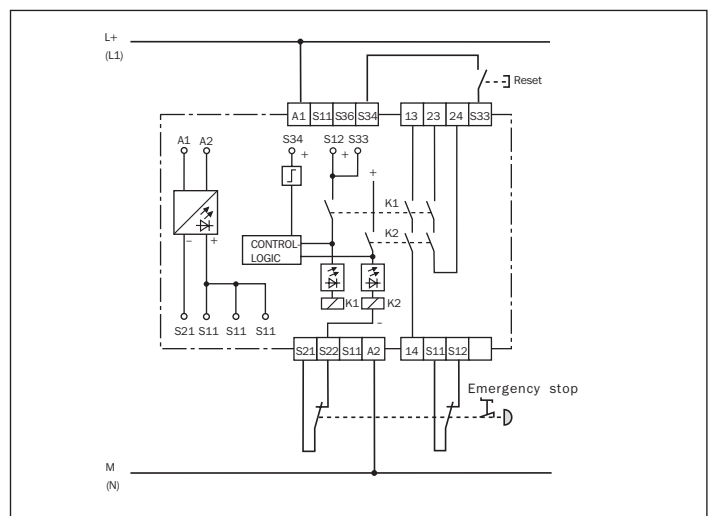 L+
(L1)
Reset
A1 S11 S36 S34 13 23 24 S33
A1 A2 S34 + S12 + S33
+
K1
K2
CONTROL-
LOGIC
- +
K1 K2
S21 S11 S11 S11
-
S21 S22 S11 A2 14 S11 S12
Emergency stop
M
(N)